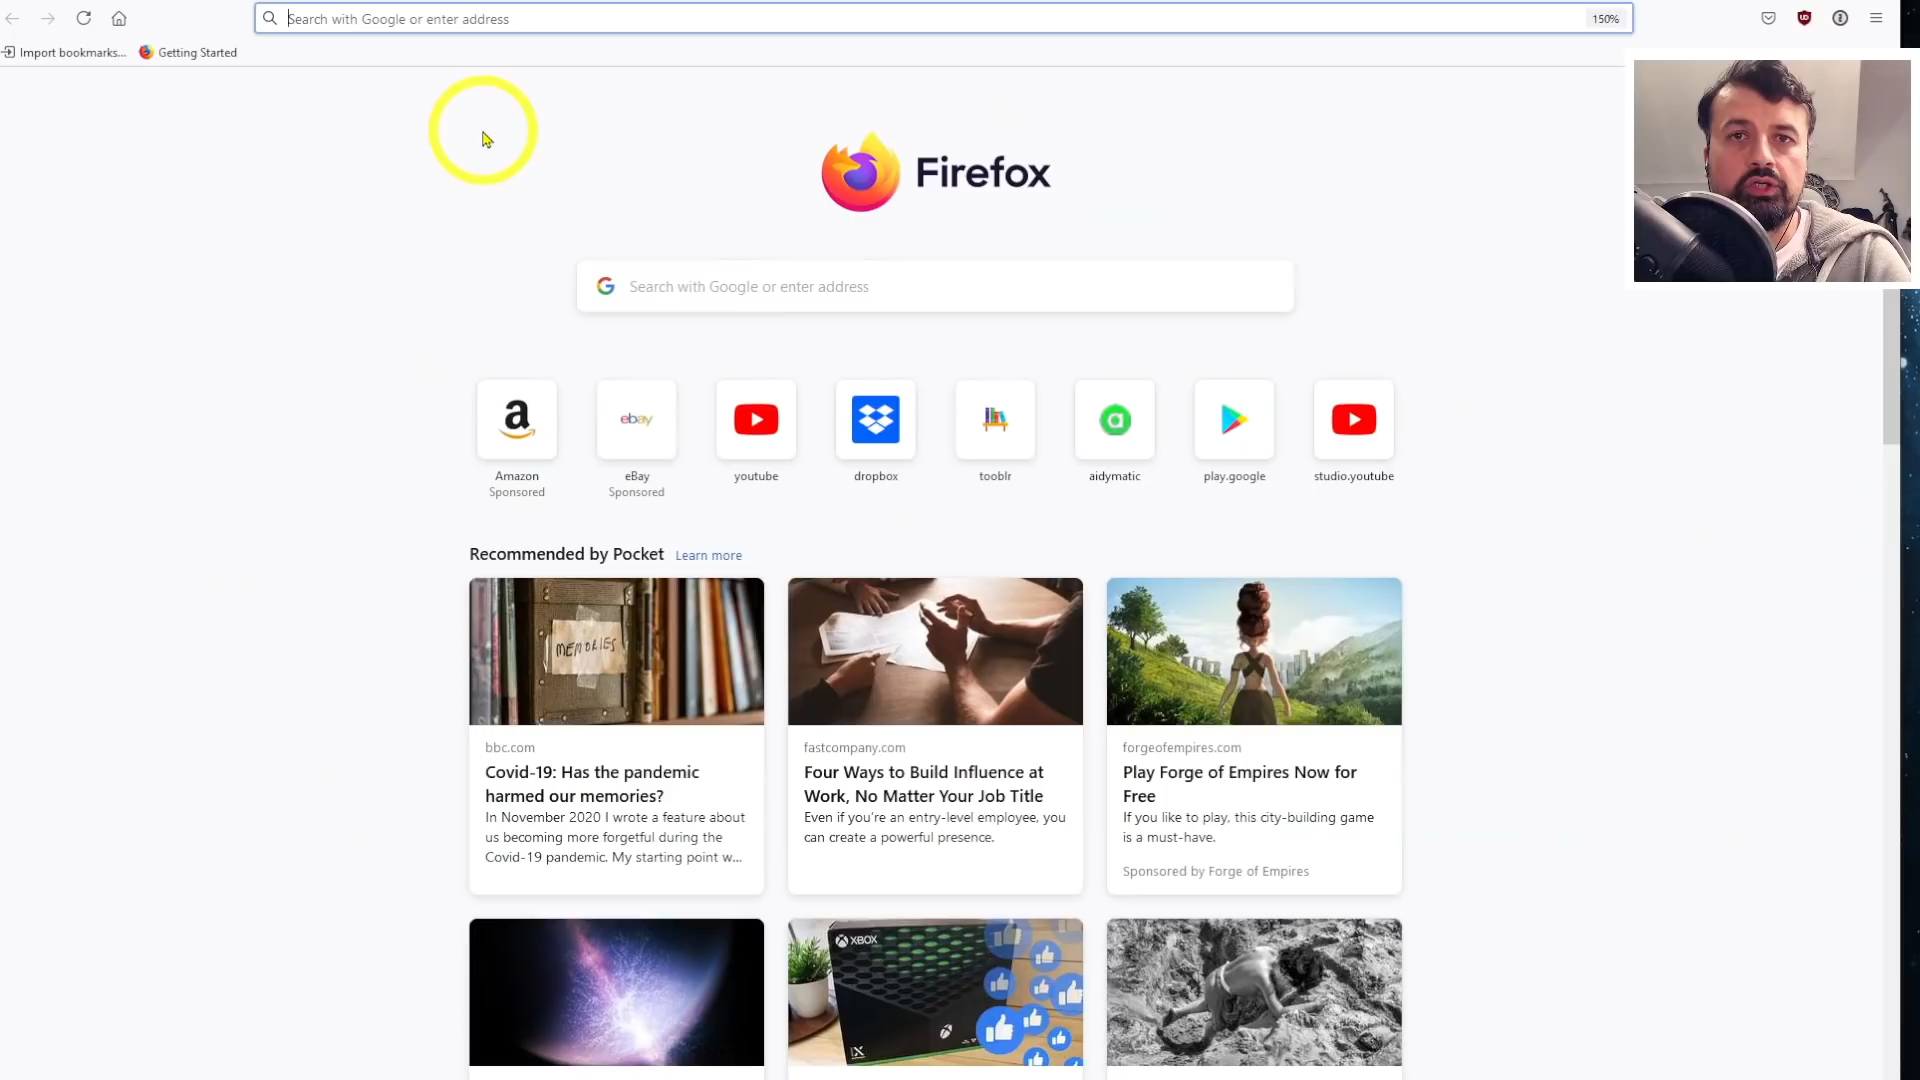 Search with Google or enter address
150%
Import bookmarks...
Getting Started
Firefox
Search with Google or enter address
a
ebay
a
Amazon
Sponsored
eBay
Sponsored
youtube
dropbox
tooblr
aidymatic
play.google
studio.youtube
Recommended by Pocket Learn more
MEMORIES
bbc.com
Covid-19: Has the pandemic
harmed our memories?
In November 2020 I wrote a feature about
us becoming more forgetful during the
Covid-19 pandemic. My starting point w...
fastcompany.com
Four Ways to Build Influence at
Work, No Matter Your Job Title
Even if you're an entry-level employee, you
can create a powerful presence.
forgeofempires.com
Play Forge of Empires Now for
Free
If you like to play, this city-building game
is a must-have.
Sponsored by Forge of Empires
XBOX
X